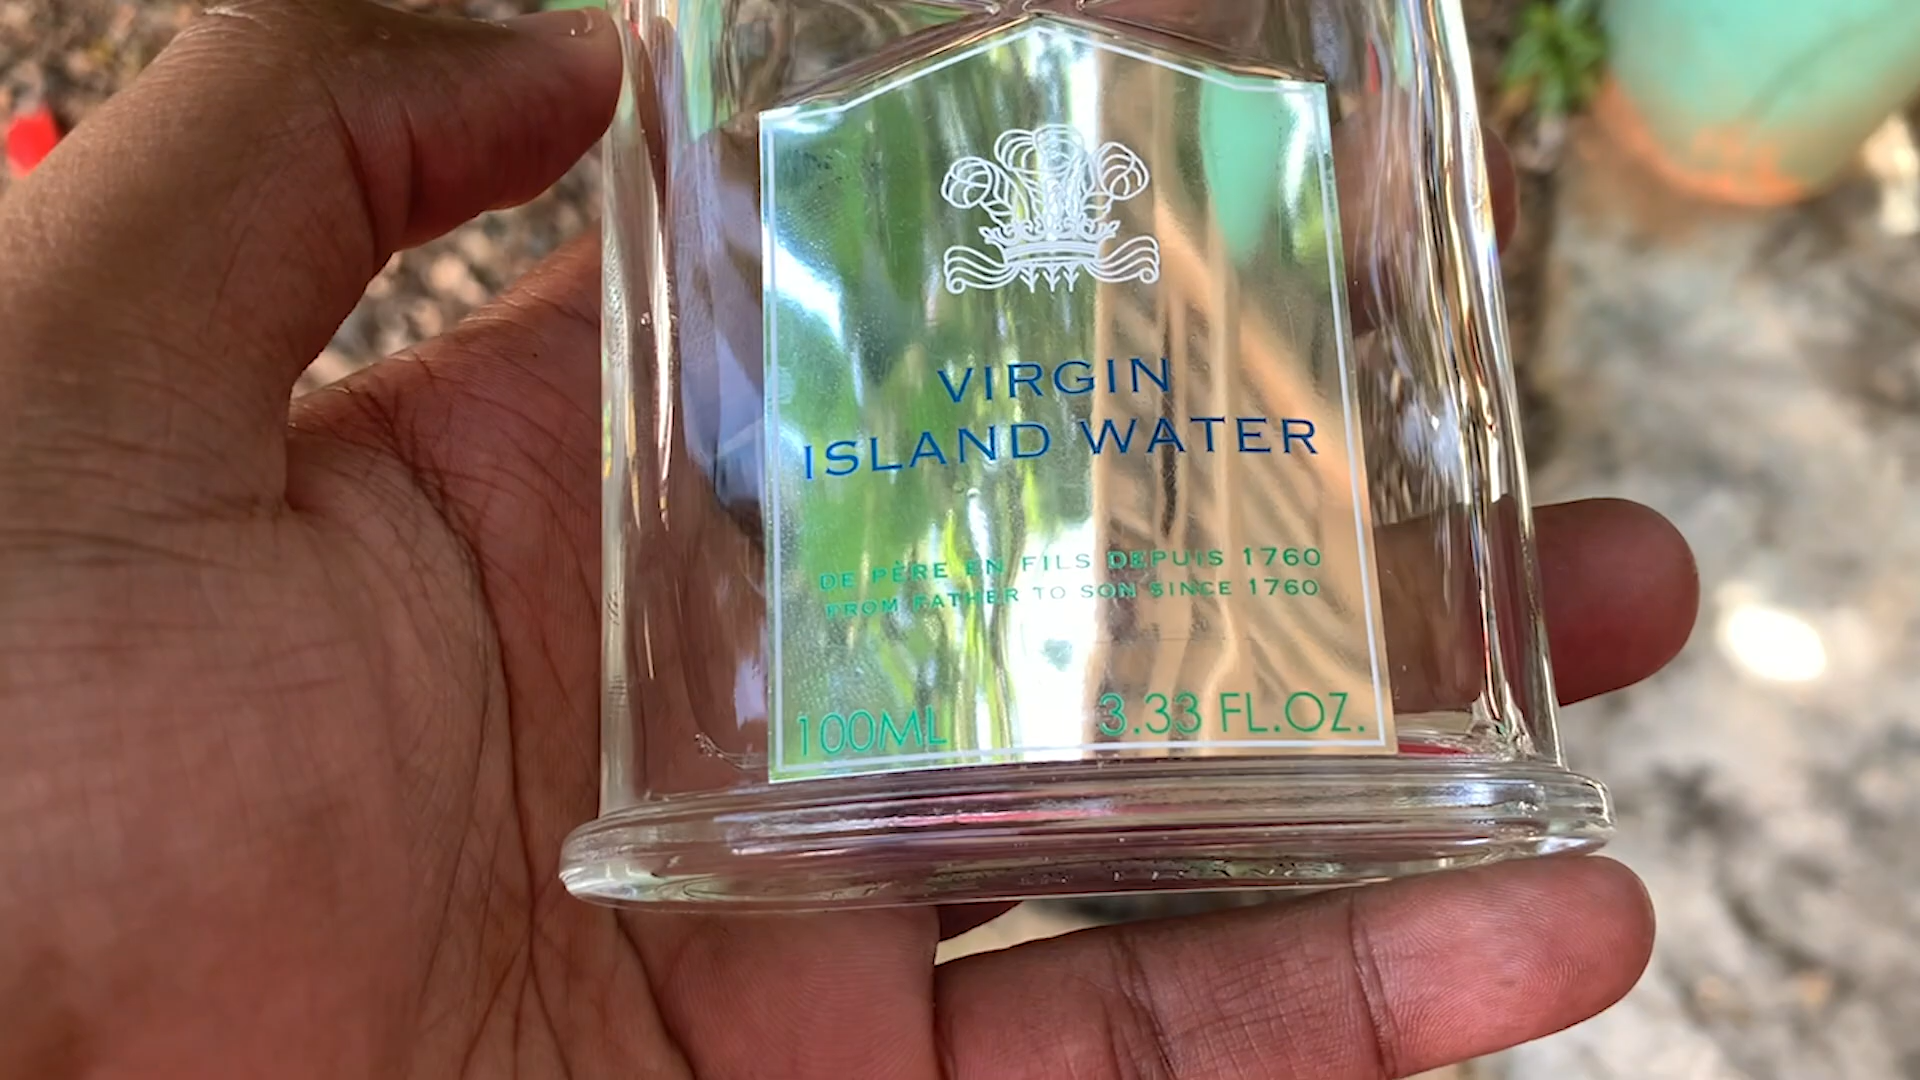 VIRGIN
ISLAND WATER
DE PÈRE EN FILS DEPUIS 1760
FROM FATHER TO SON SINCE 1760
100ML 3.33 FL.OZ.